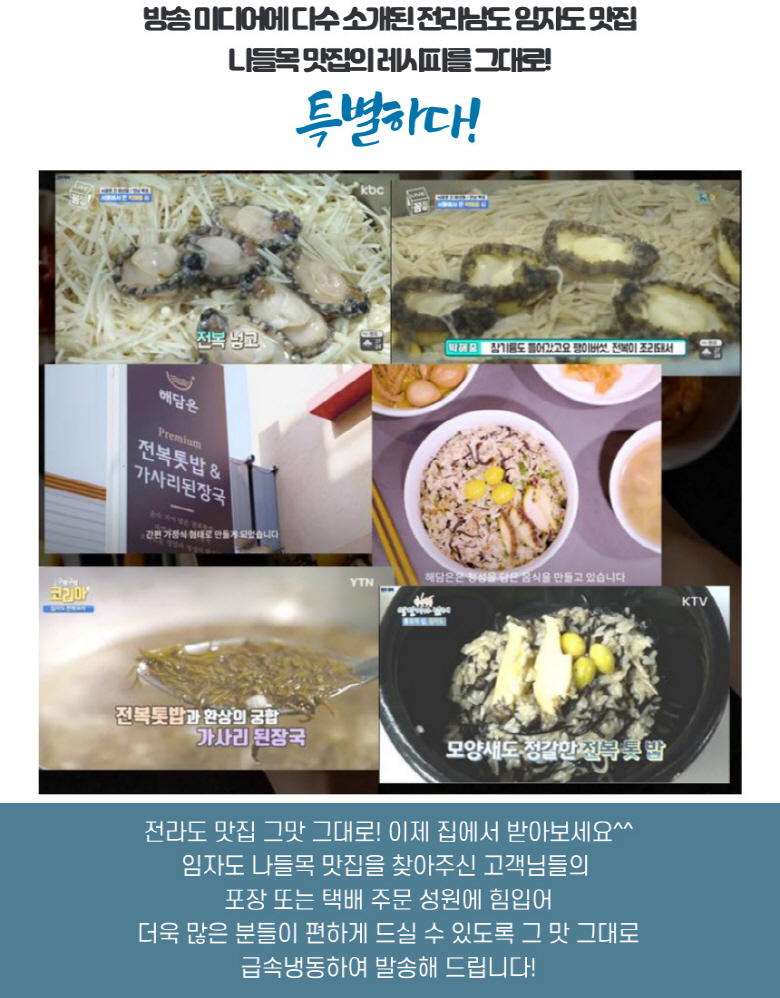 방송 미디어에 다수 소개된 전라남도 임자도 맛집
나들목 맛집의 레시피를 그대로!
특별하다!
kbc
전복 넣고
박해음 참기름도 들어갔고요 팽이버섯, 전복이 조리돼서
해담은
Premium
전복톳밥 &
가사리된장국
간편 가정식 형태로 만들게 되었습니다
해담은은 정성을 담은 음식을 만들고 있습니다
구석구석
코리아
YTN
전복톳밥과 환상의 궁합
가사리 된장국
KTV
모양새도 정갈한 전복 톳 밥
전라도 맛집 그맛 그대로! 이제 집에서 받아보세요^^
임자도 나들목 맛집을 찾아주신 고객님들의
포장 또는 택배 주문 성원에 힘입어
더욱 많은 분들이 편하게 드실 수 있도록 그 맛 그대로
급속냉동하여 발송해 드립니다!